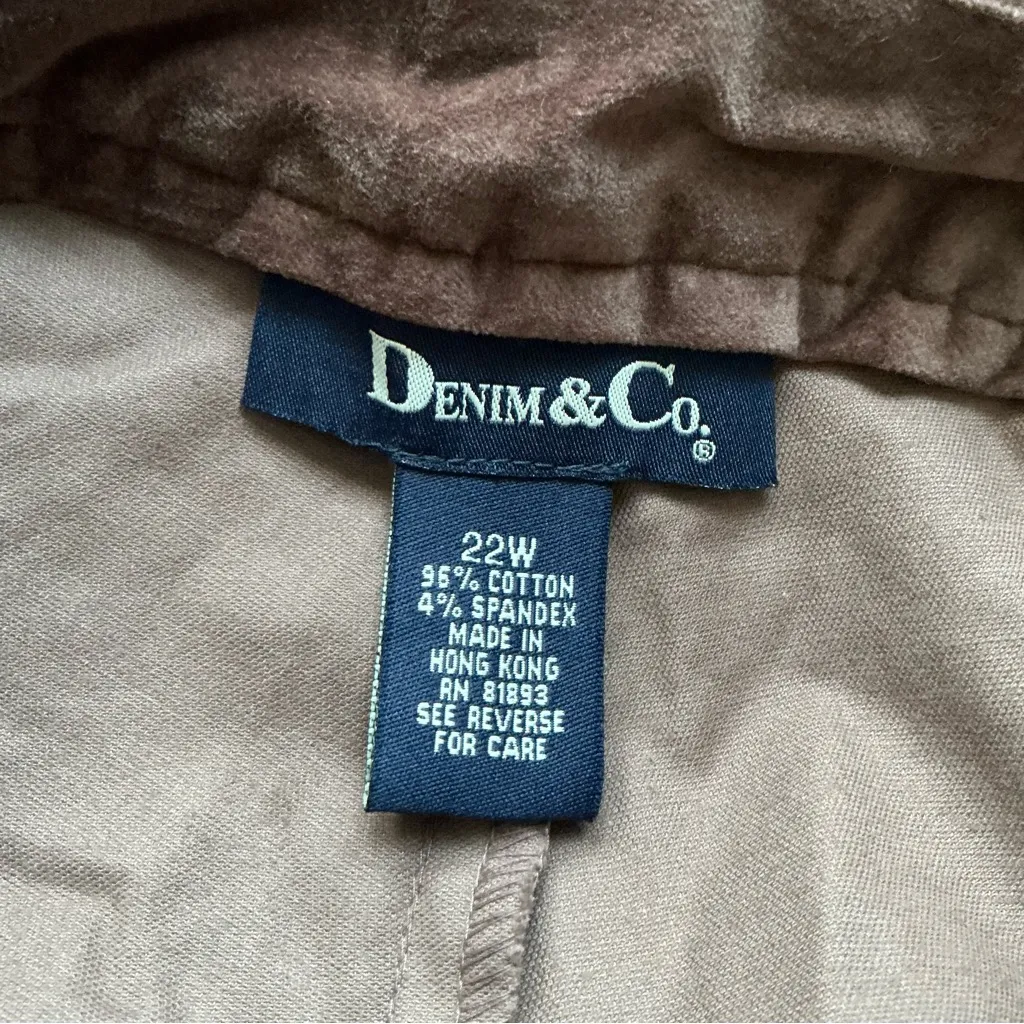 DENIM & CO.®
22W
96% COTTON
4% SPANDEX
MADE IN
HONG KONG
RN 81893
SEE REVERSE
FOR CARE